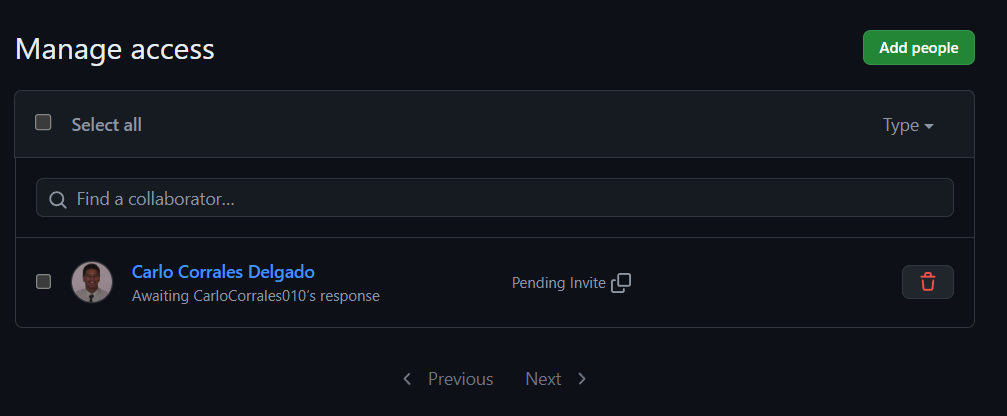 Manage access
Add people
Select all
Type
Find a collaborator...
Carlo Corrales Delgado
Awaiting CarloCorrales010's response
Pending Invite
Previous
Next